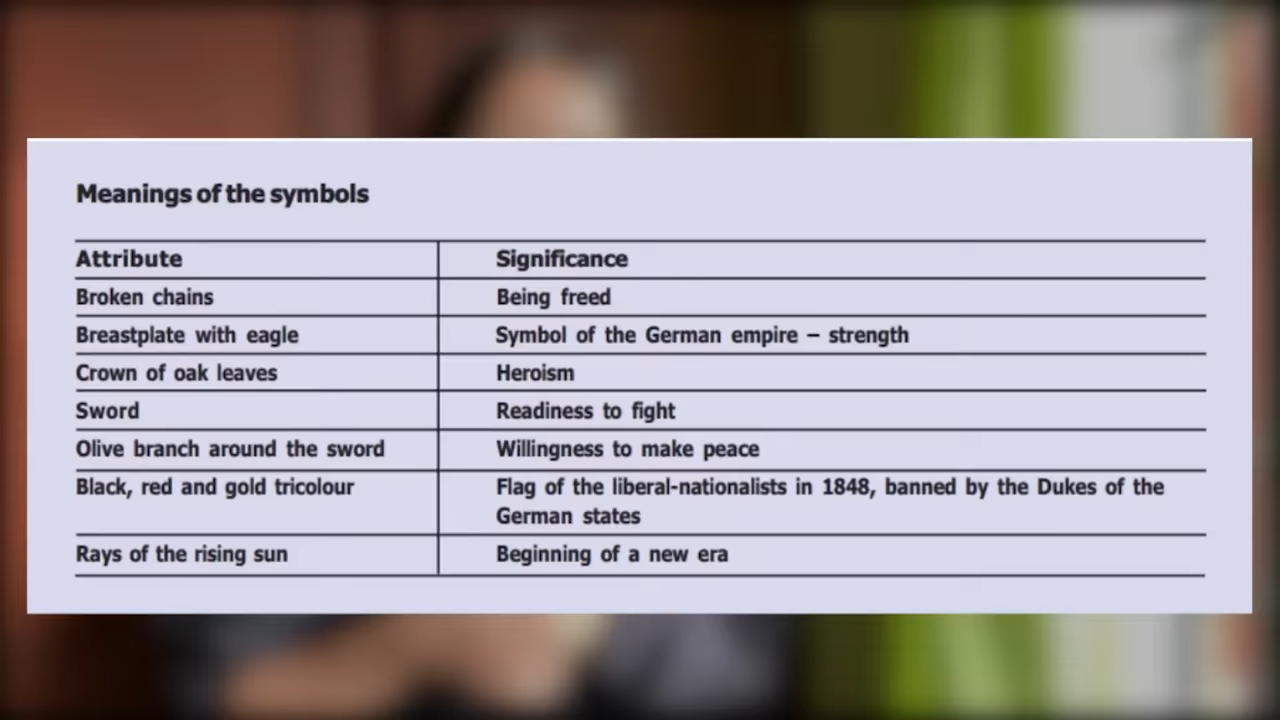 Meanings of the symbols
Attribute Significance
Broken chains Being freed
Breastplate with eagle Symbol of the German empire – strength
Crown of oak leaves Heroism
Sword Readiness to fight
Olive branch around the sword Willingness to make peace
Black, red and gold tricolour Flag of the liberal-nationalists in 1848, banned by the Dukes of the
German states
Rays of the rising sun Beginning of a new era